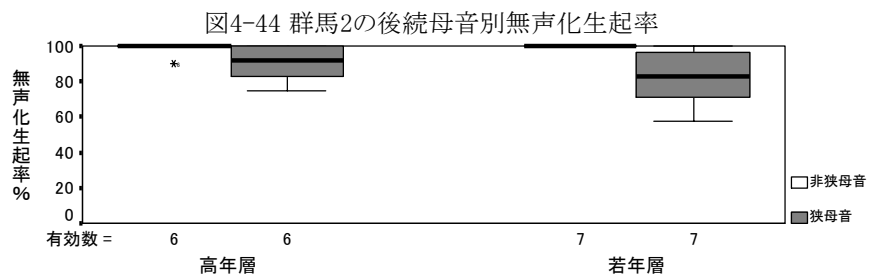 図4-44 群馬2の後続母音別無声化生起率
無声化生起率%
100
80
60
40
20
0
非狭母音
狭母音
有効数 = 6 6 7 7
高年層 若年層